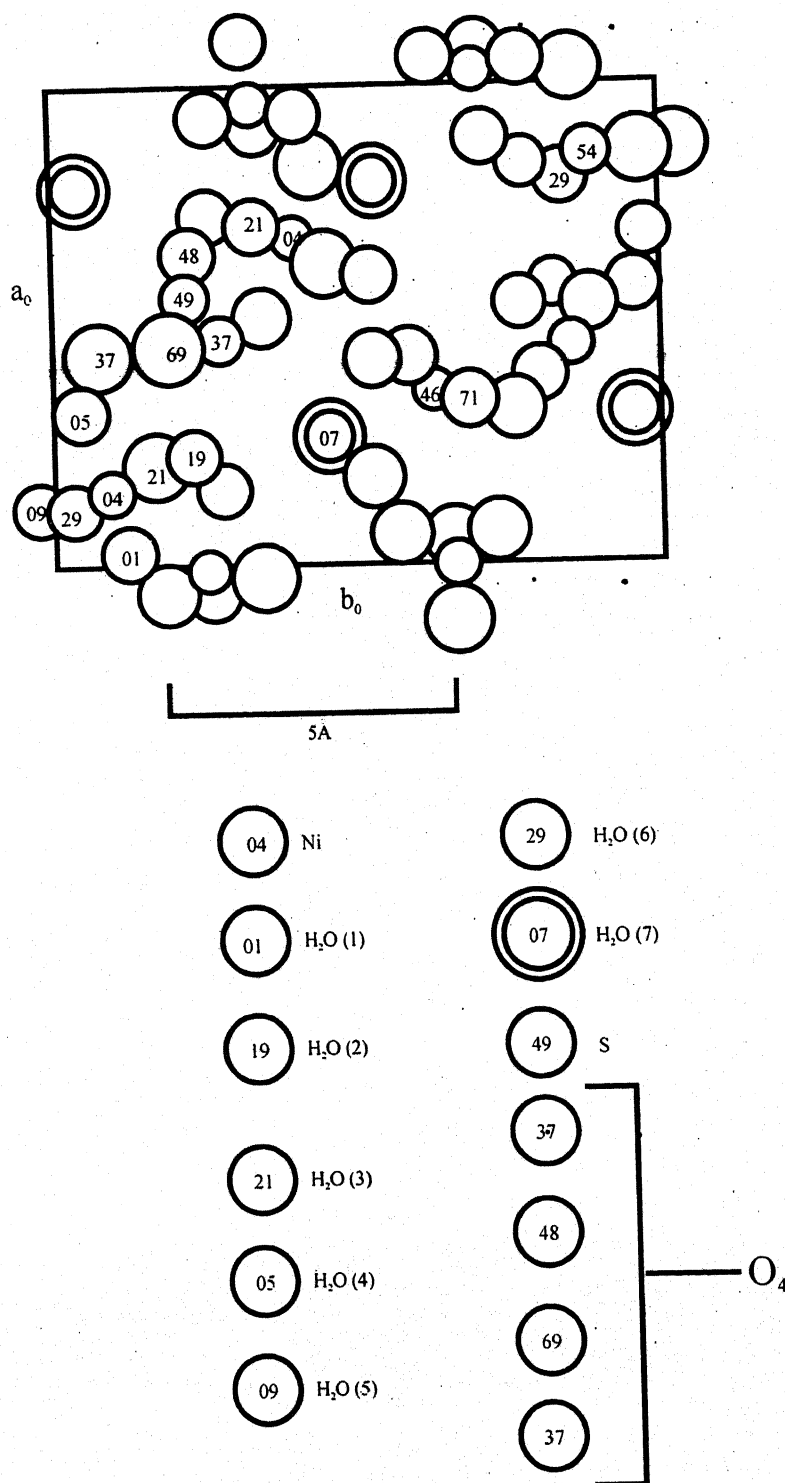 54
29
21
04
48
49
a₀
37
69
37
46
71
05
07
19
21
04
09
29
01
b₀
5A
04 Ni
29 H₂O (6)
01 H₂O (1)
07 H₂O (7)
19 H₂O (2)
49 S
37
21 H₂O (3)
48
05 H₂O (4)
O₄
69
09 H₂O (5)
37